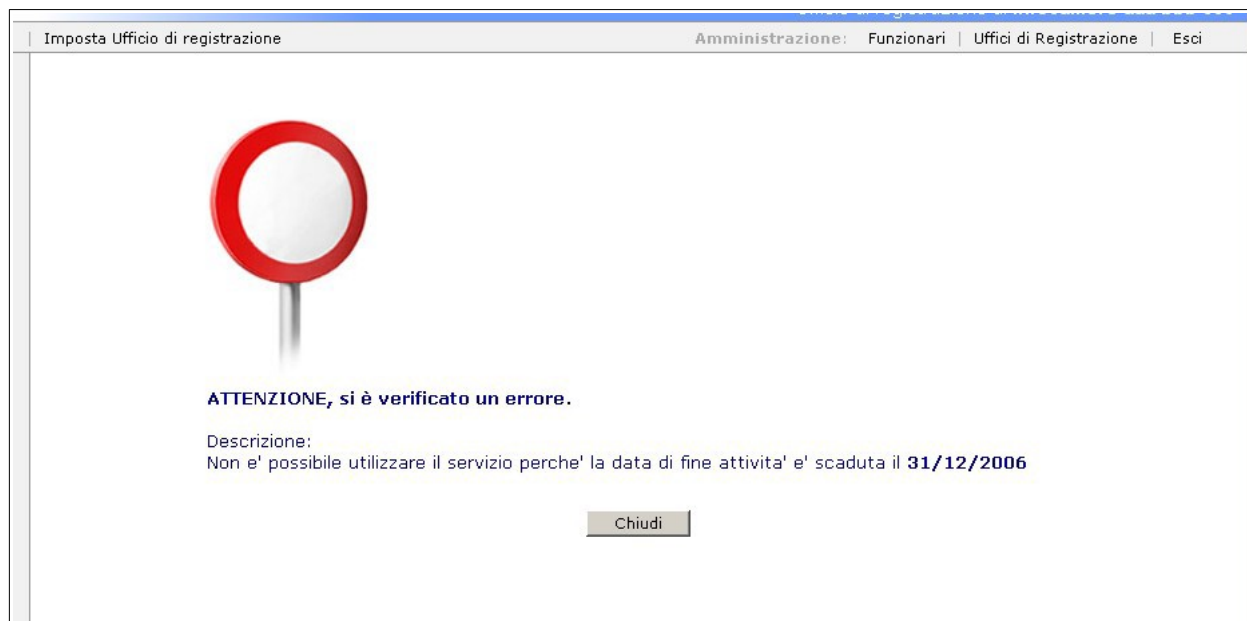 | Imposta Ufficio di registrazione Amministrazione: Funzionari | Uffici di Registrazione | Esci
ATTENZIONE, si è verificato un errore.
Descrizione:
Non e' possibile utilizzare il servizio perche' la data di fine attivita' e' scaduta il 31/12/2006
Chiudi